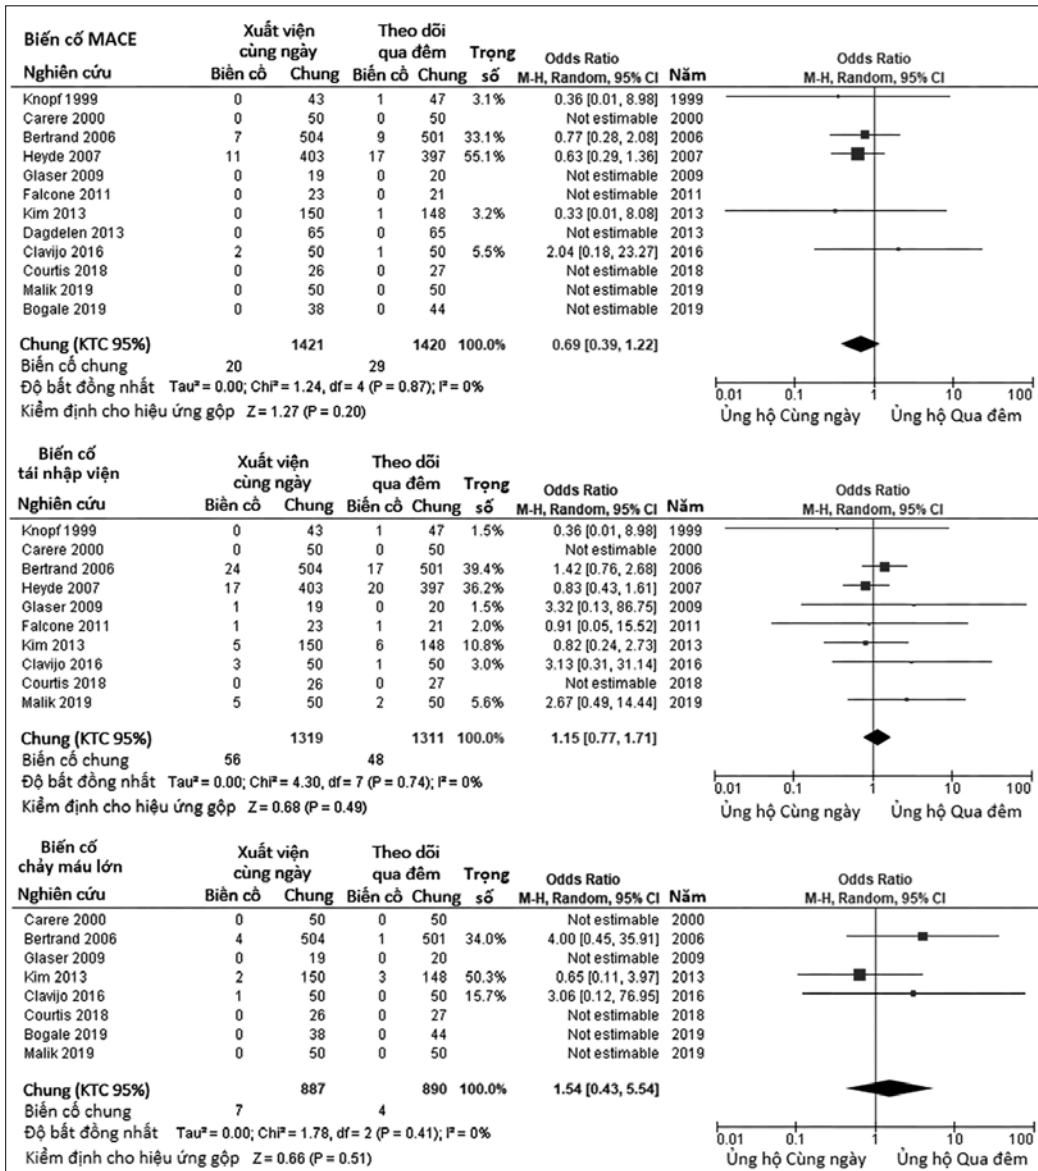 Biến cố MACE
Xuất viện cùng ngày Theo dõi qua đêm Trọng số Odds Ratio Odds Ratio
Nghiên cứu Biến cố Chung Biến cố Chung M-H, Random, 95% CI Năm M-H, Random, 95% CI
Knopf 1999 0 43 1 47 3.1% 0.36 [0.01, 8.98] 1999
Carere 2000 0 50 0 50 Not estimable 2000
Bertrand 2006 7 504 9 501 33.1% 0.77 [0.28, 2.08] 2006
Heyde 2007 11 403 17 397 55.1% 0.63 [0.29, 1.36] 2007
Glaser 2009 0 19 0 20 Not estimable 2009
Falcone 2011 0 23 0 21 Not estimable 2011
Kim 2013 0 150 1 148 3.2% 0.33 [0.01, 8.08] 2013
Dagdelen 2013 0 65 0 65 Not estimable 2013
Clavijo 2016 2 50 1 50 5.5% 2.04 [0.18, 23.27] 2016
Courtis 2018 0 26 0 27 Not estimable 2018
Malik 2019 0 50 0 50 Not estimable 2019
Bogale 2019 0 38 0 44 Not estimable 2019
Chung (KTC 95%) 1421 1420 100.0% 0.69 [0.39, 1.22]
Biến cố chung 20 29
Độ bất đồng nhất Tau² = 0.00; Chi² = 1.24, df = 4 (P = 0.87); I² = 0%
Kiểm định cho hiệu ứng gộp Z = 1.27 (P = 0.20)
0.01 0.1 1 10 100
Ủng hộ Cùng ngày Ủng hộ Qua đêm
Biến cố tái nhập viện
Xuất viện cùng ngày Theo dõi qua đêm Trọng số Odds Ratio Odds Ratio
Nghiên cứu Biến cố Chung Biến cố Chung M-H, Random, 95% CI Năm M-H, Random, 95% CI
Knopf 1999 0 43 1 47 1.5% 0.36 [0.01, 8.98] 1999
Carere 2000 0 50 0 50 Not estimable 2000
Bertrand 2006 24 504 17 501 39.4% 1.42 [0.76, 2.68] 2006
Heyde 2007 17 403 20 397 36.2% 0.83 [0.43, 1.61] 2007
Glaser 2009 1 19 0 20 1.5% 3.32 [0.13, 86.75] 2009
Falcone 2011 1 23 1 21 2.0% 0.91 [0.05, 15.52] 2011
Kim 2013 5 150 6 148 10.8% 0.82 [0.24, 2.73] 2013
Clavijo 2016 3 50 1 50 3.0% 3.13 [0.31, 31.14] 2016
Courtis 2018 0 26 0 27 Not estimable 2018
Malik 2019 5 50 2 50 5.6% 2.67 [0.49, 14.44] 2019
Chung (KTC 95%) 1319 1311 100.0% 1.15 [0.77, 1.71]
Biến cố chung 56 48
Độ bất đồng nhất Tau² = 0.00; Chi² = 4.30, df = 7 (P = 0.74); I² = 0%
Kiểm định cho hiệu ứng gộp Z = 0.68 (P = 0.49)
0.01 0.1 1 10 100
Ủng hộ Cùng ngày Ủng hộ Qua đêm
Biến cố chảy máu lớn
Xuất viện cùng ngày Theo dõi qua đêm Trọng số Odds Ratio Odds Ratio
Nghiên cứu Biến cố Chung Biến cố Chung M-H, Random, 95% CI Năm M-H, Random, 95% CI
Carere 2000 0 50 0 50 Not estimable 2000
Bertrand 2006 4 504 1 501 34.0% 4.00 [0.45, 35.91] 2006
Glaser 2009 0 19 0 20 Not estimable 2009
Kim 2013 2 150 3 148 50.3% 0.65 [0.11, 3.97] 2013
Clavijo 2016 1 50 0 50 15.7% 3.06 [0.12, 76.95] 2016
Courtis 2018 0 26 0 27 Not estimable 2018
Bogale 2019 0 38 0 44 Not estimable 2019
Malik 2019 0 50 0 50 Not estimable 2019
Chung (KTC 95%) 887 890 100.0% 1.54 [0.43, 5.54]
Biến cố chung 7 4
Độ bất đồng nhất Tau² = 0.00; Chi² = 1.78, df = 2 (P = 0.41); I² = 0%
Kiểm định cho hiệu ứng gộp Z = 0.66 (P = 0.51)
0.01 0.1 1 10 100
Ủng hộ Cùng ngày Ủng hộ Qua đêm